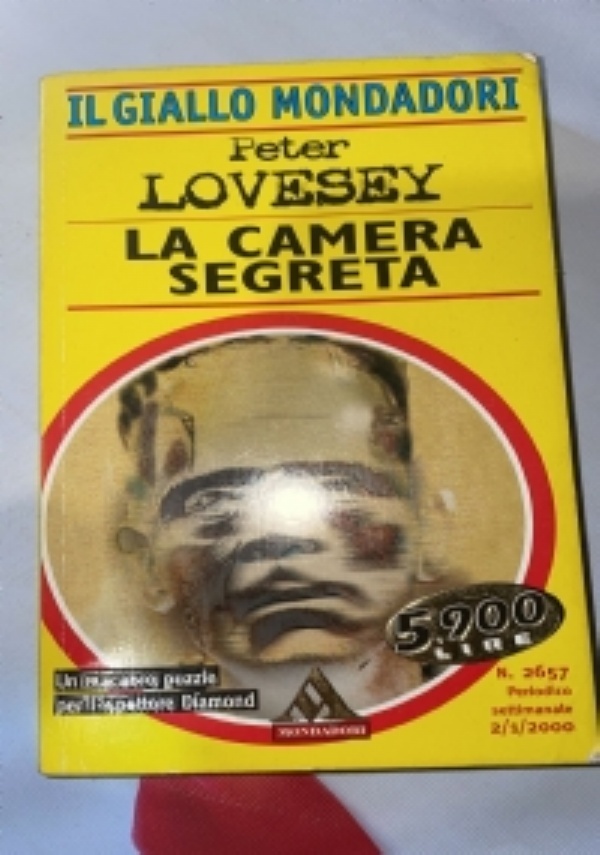 IL GIALLO MONDADORI
Peter
LOVESEY
LA CAMERA
SEGRETA
5.900
LIRE
N. 2657
Periodico
settimanale
2/1/2000
Un macabro puzzle
per l'ispettore Diamond
MONDADORI